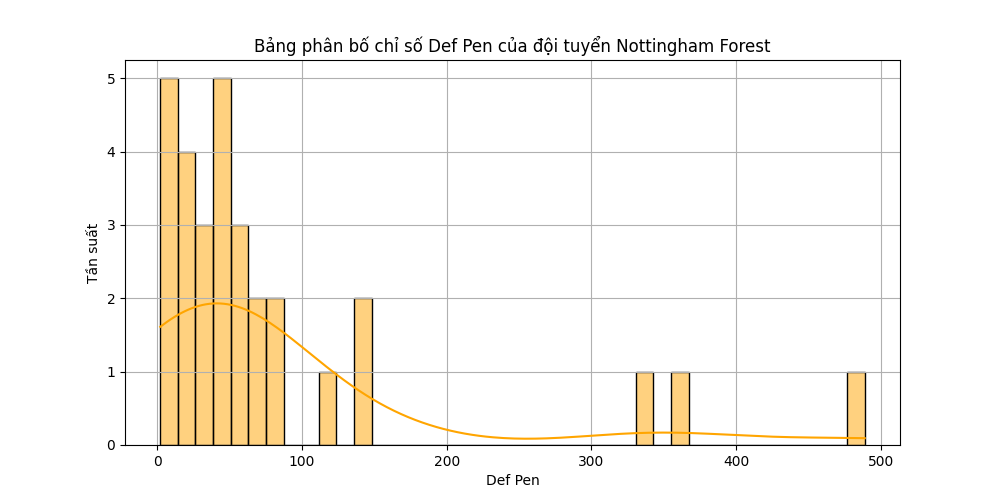 Bảng phân bố chỉ số Def Pen của đội tuyển Nottingham Forest
Tần suất
5
4
3
2
1
0
0 100 200 300 400 500
Def Pen